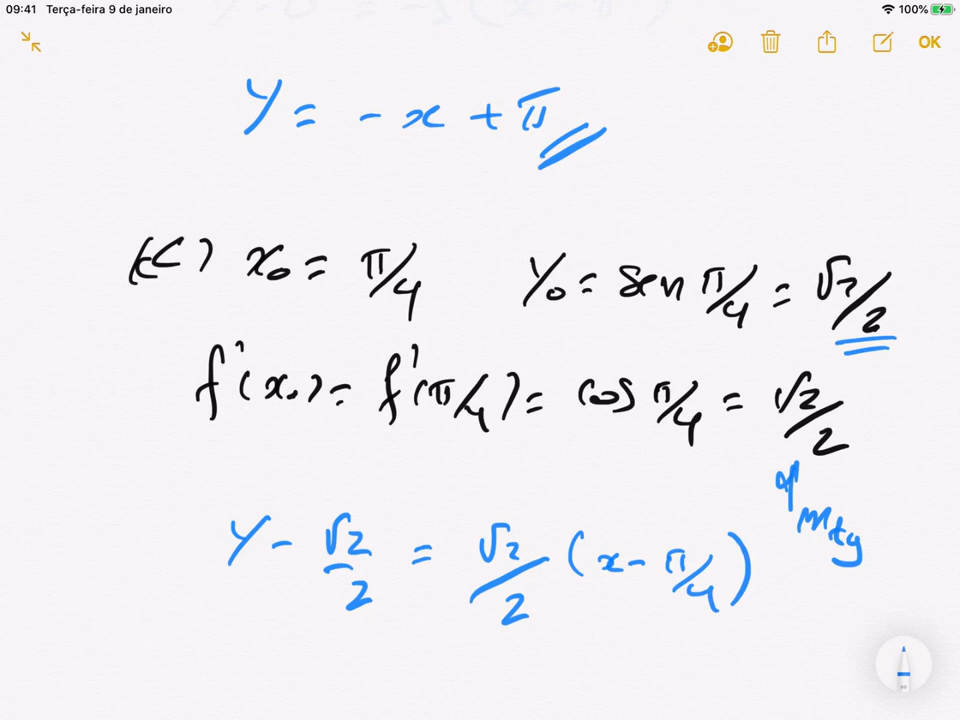 09:41 Terça-feira 9 de janeiro 100%
OK
Y = -x + π
(c) x₀ = π/4 y₀ = sen π/4 = √2/2
f'(x₀) = f'(π/4) = cos π/4 = √2/2
mtg
Y - √2/2 = √2/2 (x - π/4)